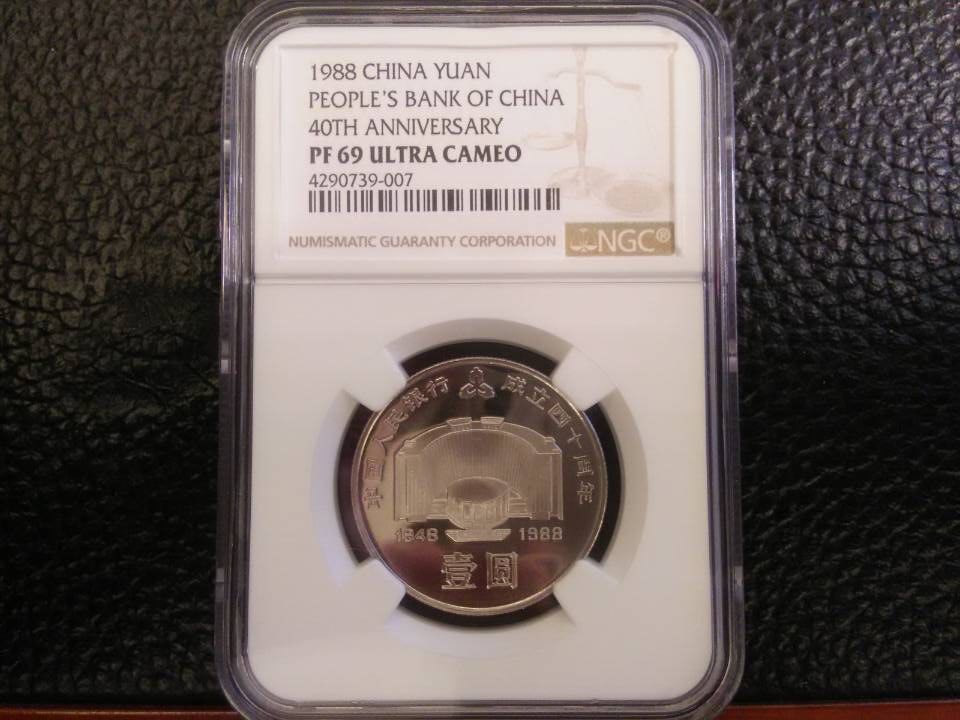 1988 CHINA YUAN
PEOPLE'S BANK OF CHINA
40TH ANNIVERSARY
PF 69 ULTRA CAMEO
4290739-007
NUMISMATIC GUARANTY CORPORATION
NGC®
中國人民银行
成立四十周年
1948
1988
壹圆